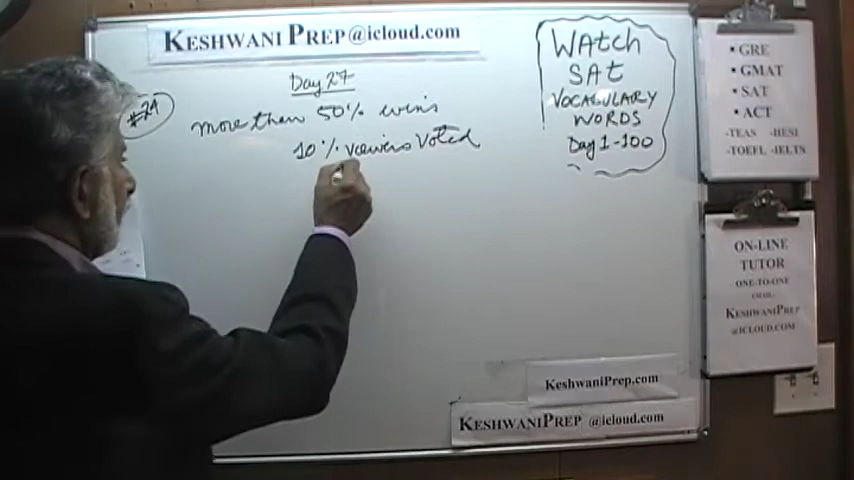 KESHWANI PREP@icloud.com
Day 27
#24
more than 50% wins
10% viewers Voted
WAtch
SAt
VOCABULARY
WORDS
Day 1-100
▪ GRE
▪ GMAT
▪ SAT
▪ ACT
-TEAS -HESI
-TOEFL -IELTS
ON-LINE
TUTOR
ONE-TO-ONE
EMAIL:
KESHWANIPREP
@ICLOUD.COM
KeshwaniPrep.com
KESHWANIPREP @icloud.com